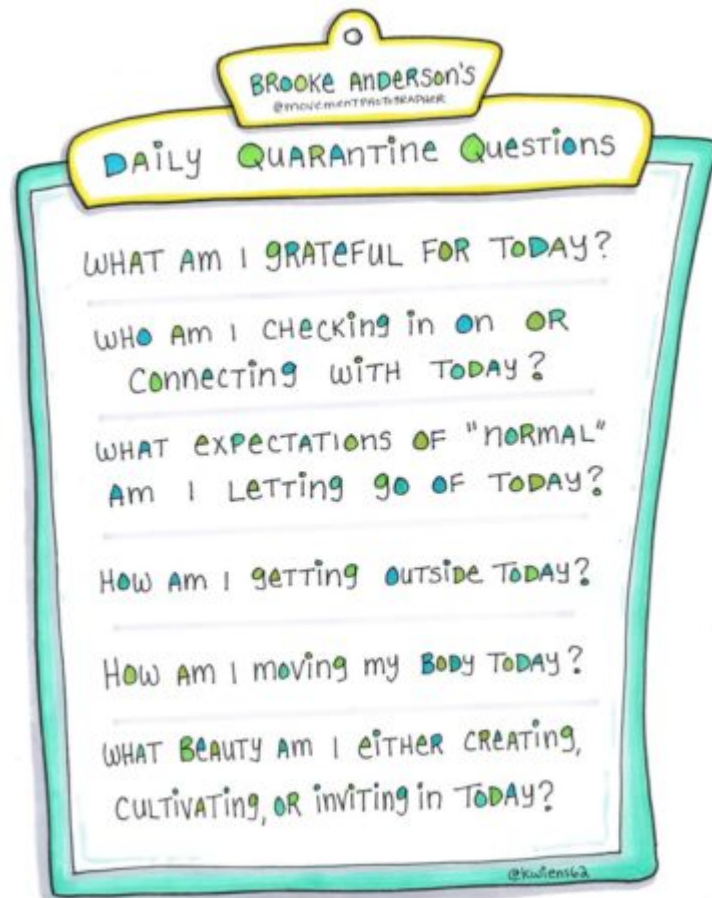 BROOKE ANDERSON'S
@movementPHOTOGRAPHER
DAILY QUARANTINE QUESTIONS
WHAT AM I GRATEFUL FOR TODAY?
WHO AM I CHECKING in On OR
CONNECTING WITH TODAY?
WHAT EXPECTATIONS OF "NORMAL"
AM I LETTING GO OF TODAY?
HOW AM I GETTING OUTSIDE TODAY?
HOW AM I MOVING MY BODY TODAY?
WHAT BEAUTY AM I EITHER CREATING,
CULTIVATING, OR INVITING IN TODAY?
@kwiens62